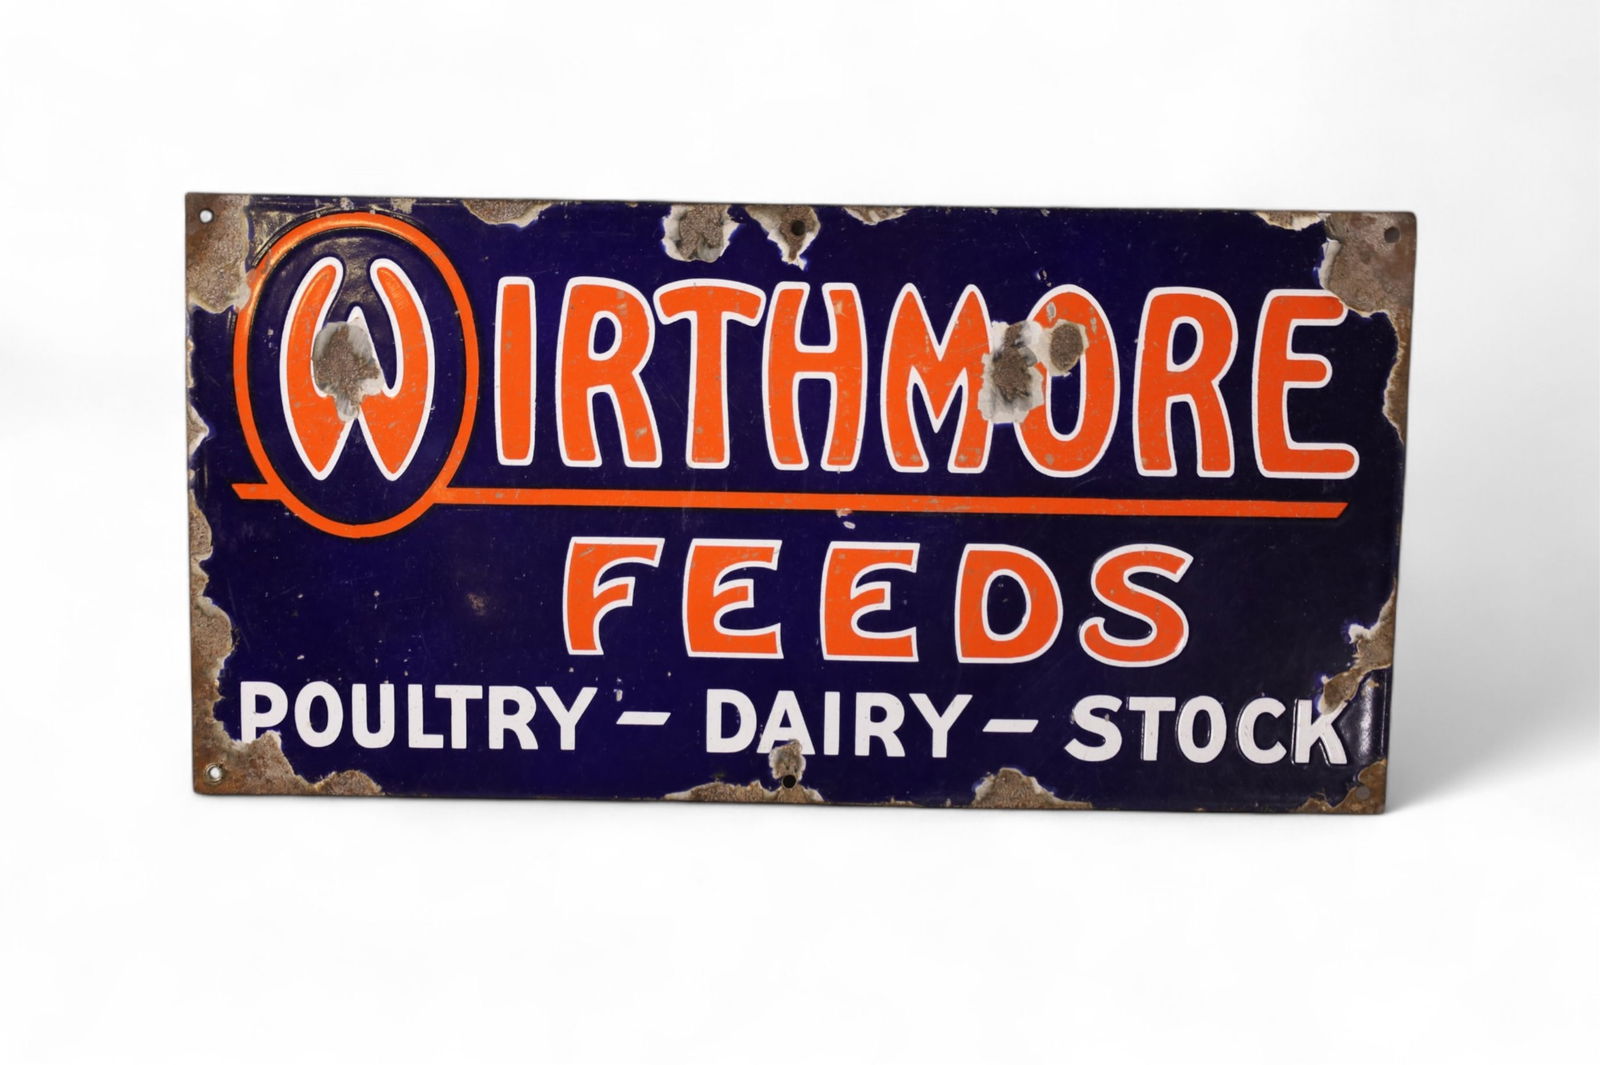 WIRTHMORE
FEEDS
POULTRY – DAIRY – STOCK